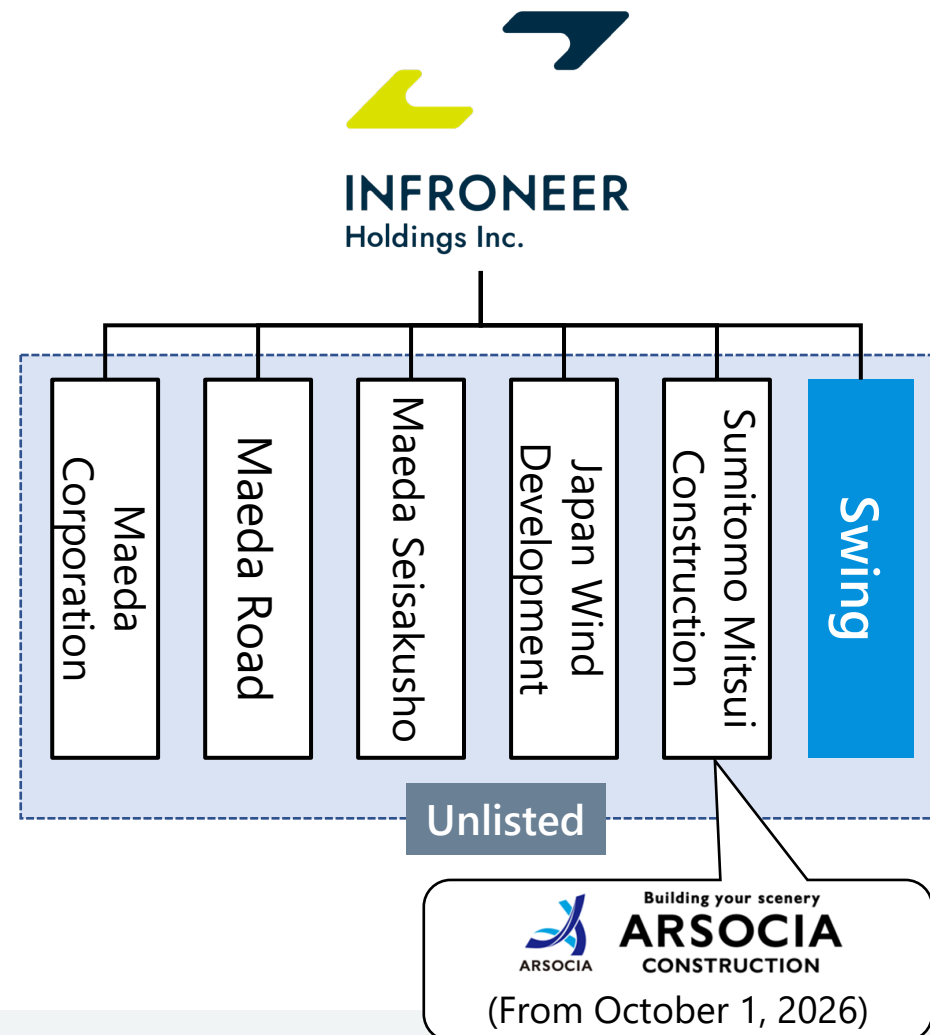 INFRONEER
Holdings Inc.
Maeda
Corporation
Maeda Road
Maeda Seisakusho
Japan Wind
Development
Sumitomo Mitsui
Construction
Swing
Unlisted
Building your scenery
ARSOCIA
ARSOCIA
CONSTRUCTION
(From October 1, 2026)